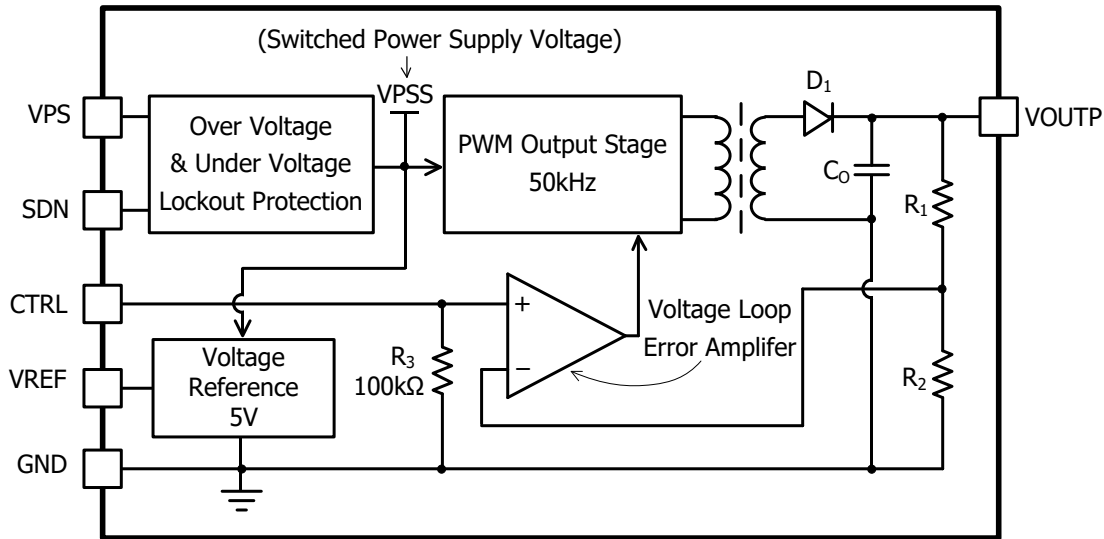 (Switched Power Supply Voltage)
VPSS
VPS
SDN
CTRL
VREF
GND
Over Voltage
& Under Voltage
Lockout Protection
PWM Output Stage
50kHz
D1
CO
R1
VOUTP
Voltage Loop
Error Amplifer
+
−
R3
100kΩ
R2
Voltage
Reference
5V